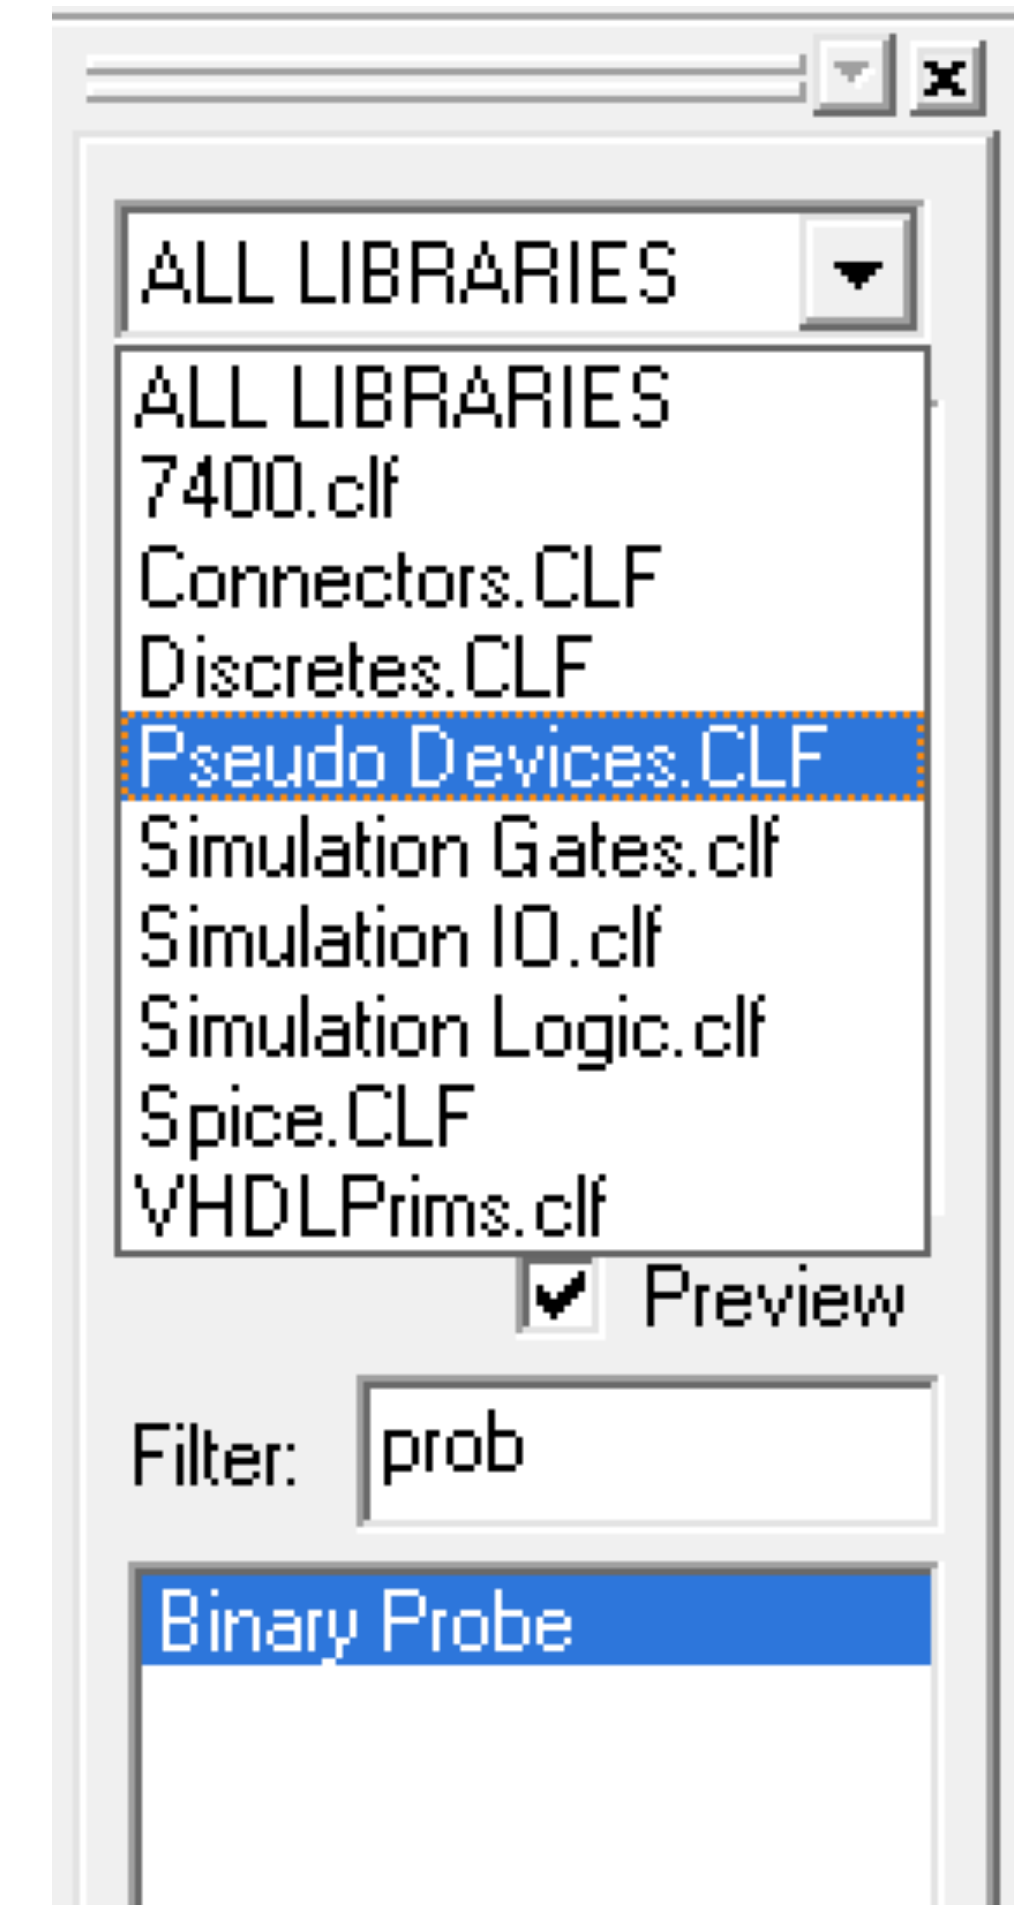 ALL LIBRARIES
ALL LIBRARIES
7400.clf
Connectors.CLF
Discretes.CLF
Pseudo Devices.CLF
Simulation Gates.clf
Simulation IO.clf
Simulation Logic.clf
Spice.CLF
VHDLPrims.clf
Preview
Filter: prob
Binary Probe